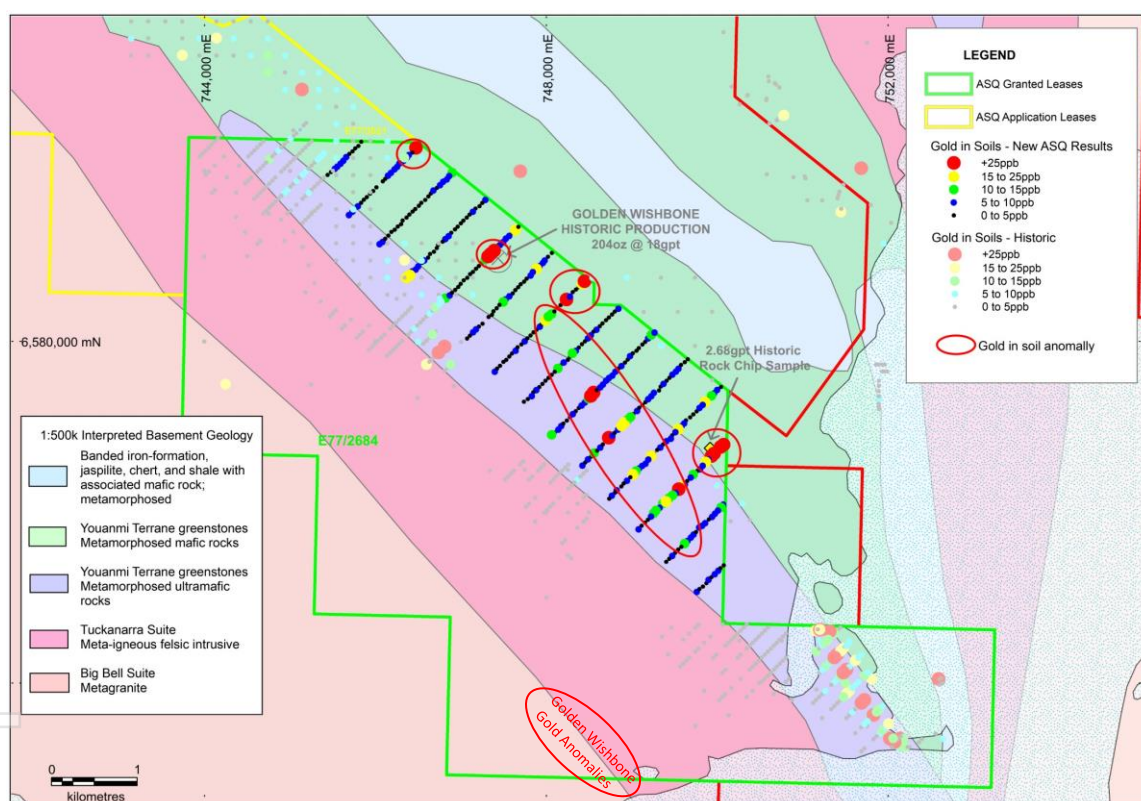 744,000 mE
748,000 mE
752,000 mE
LEGEND
ASQ Granted Leases
ASQ Application Leases
Gold in Soils - New ASQ Results
+25ppb
15 to 25ppb
10 to 15ppb
5 to 10ppb
0 to 5ppb
Gold in Soils - Historic
+25ppb
15 to 25ppb
10 to 15ppb
5 to 10ppb
0 to 5ppb
Gold in soil anomally
GOLDEN WISHBONE
HISTORIC PRODUCTION
204oz @ 18gpt
6,580,000 mN
2.68gpt Historic
Rock Chip Sample
E77/2684
1:500k Interpreted Basement Geology
Banded iron-formation,
jaspilite, chert, and shale with
associated mafic rock;
metamorphosed
Youanmi Terrane greenstones
Metamorphosed mafic rocks
Youanmi Terrane greenstones
Metamorphosed ultramafic
rocks
Tuckanarra Suite
Meta-igneous felsic intrusive
Big Bell Suite
Metagranite
Golden Wishbone
Gold Anomalies
0
1
kilometres